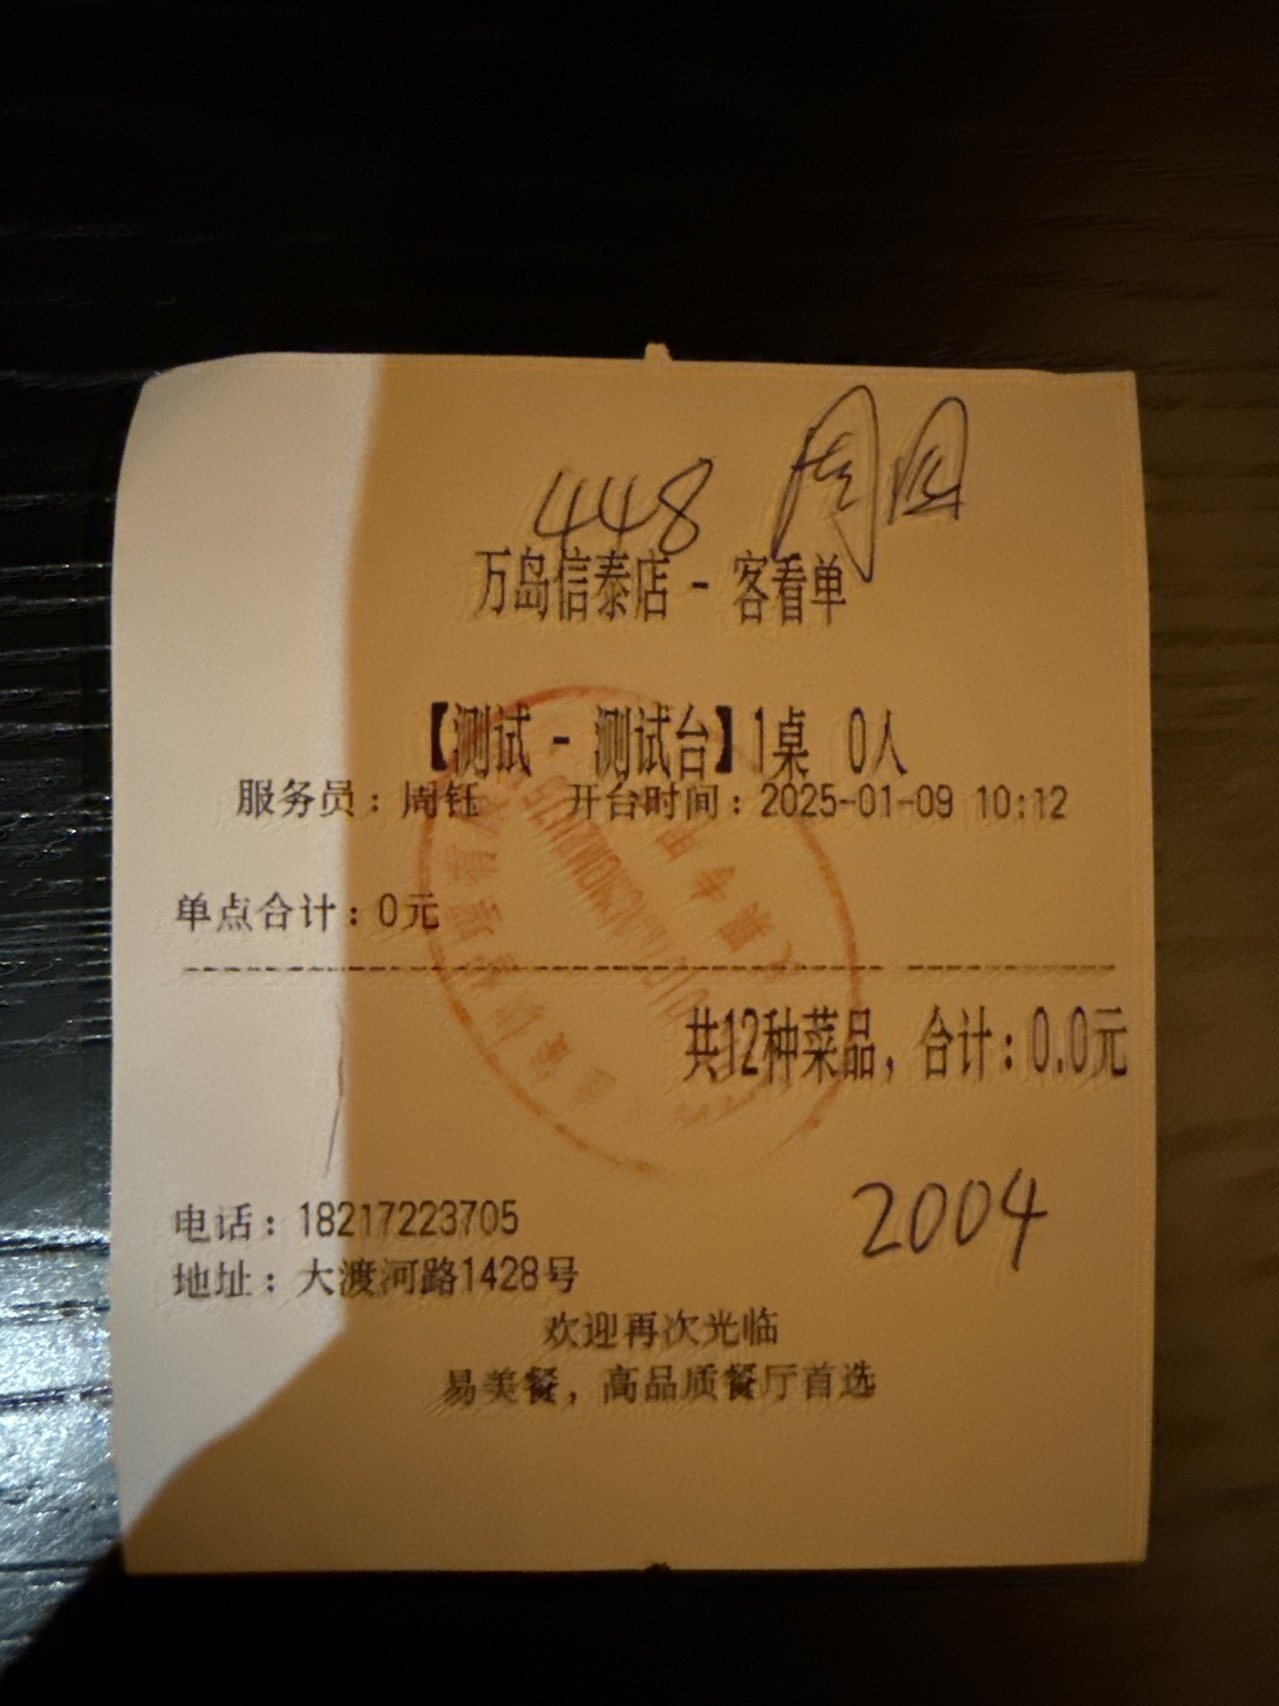 448 周四
万岛信泰店 - 客看单
【测试 - 测试台】1桌 0人
服务员：周钰 开台时间：2025-01-09 10:12
单点合计：0元
共12种菜品，合计：0.0元
2004
电话：18217223705
地址：大渡河路1428号
欢迎再次光临
易美餐，高品质餐厅首选